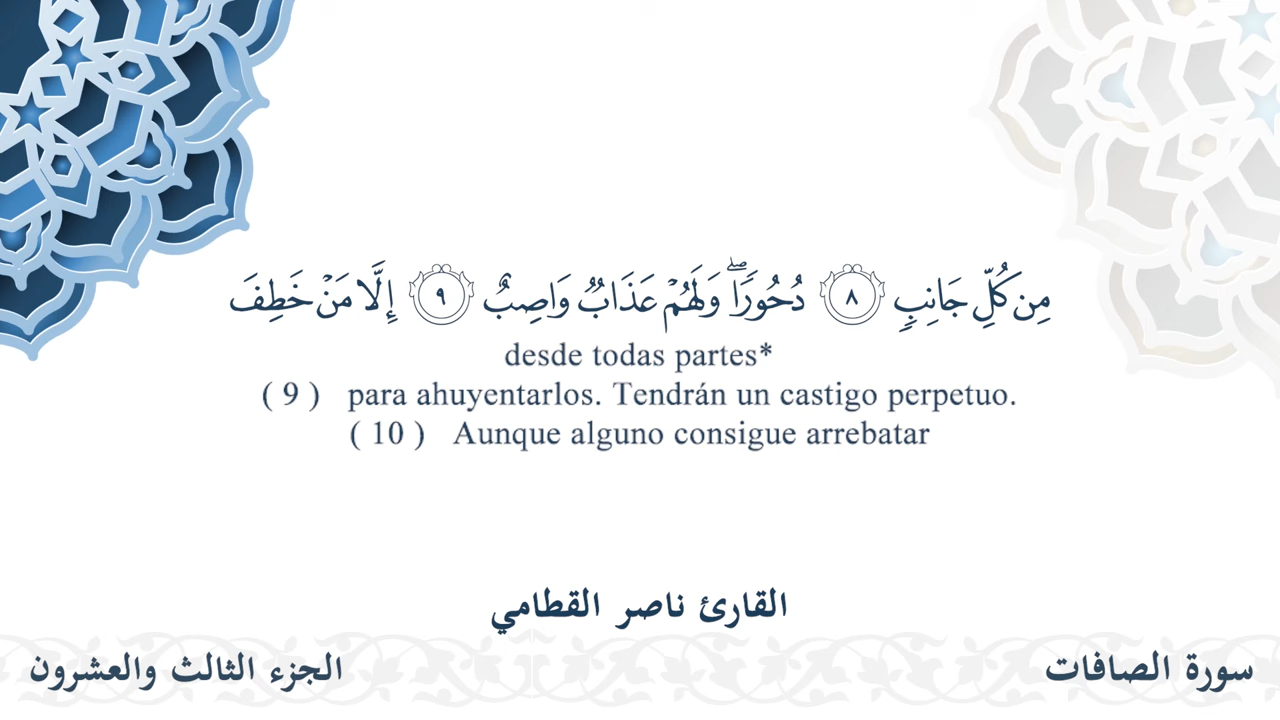 مِن كُلِّ جَانِبٍ ٨ دُحُورًا ۖ وَلَهُمْ عَذَابٌ وَاصِبٌ ٩ إِلَّا مَنْ خَطِفَ
desde todas partes*
( 9 ) para ahuyentarlos. Tendrán un castigo perpetuo.
( 10 ) Aunque alguno consigue arrebatar
القارئ ناصر القطامي
سورة الصافات
الجزء الثالث والعشرون